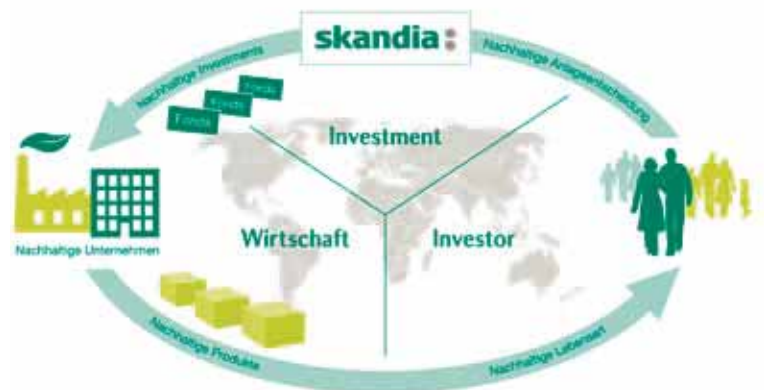 skandia:
Nachhaltige Investments
Nachhaltige Anlageentscheidung
Fonds
Fonds
Fonds
Investment
Wirtschaft
Investor
Nachhaltige Unternehmen
Nachhaltige Produkte
Nachhaltige Lebensart